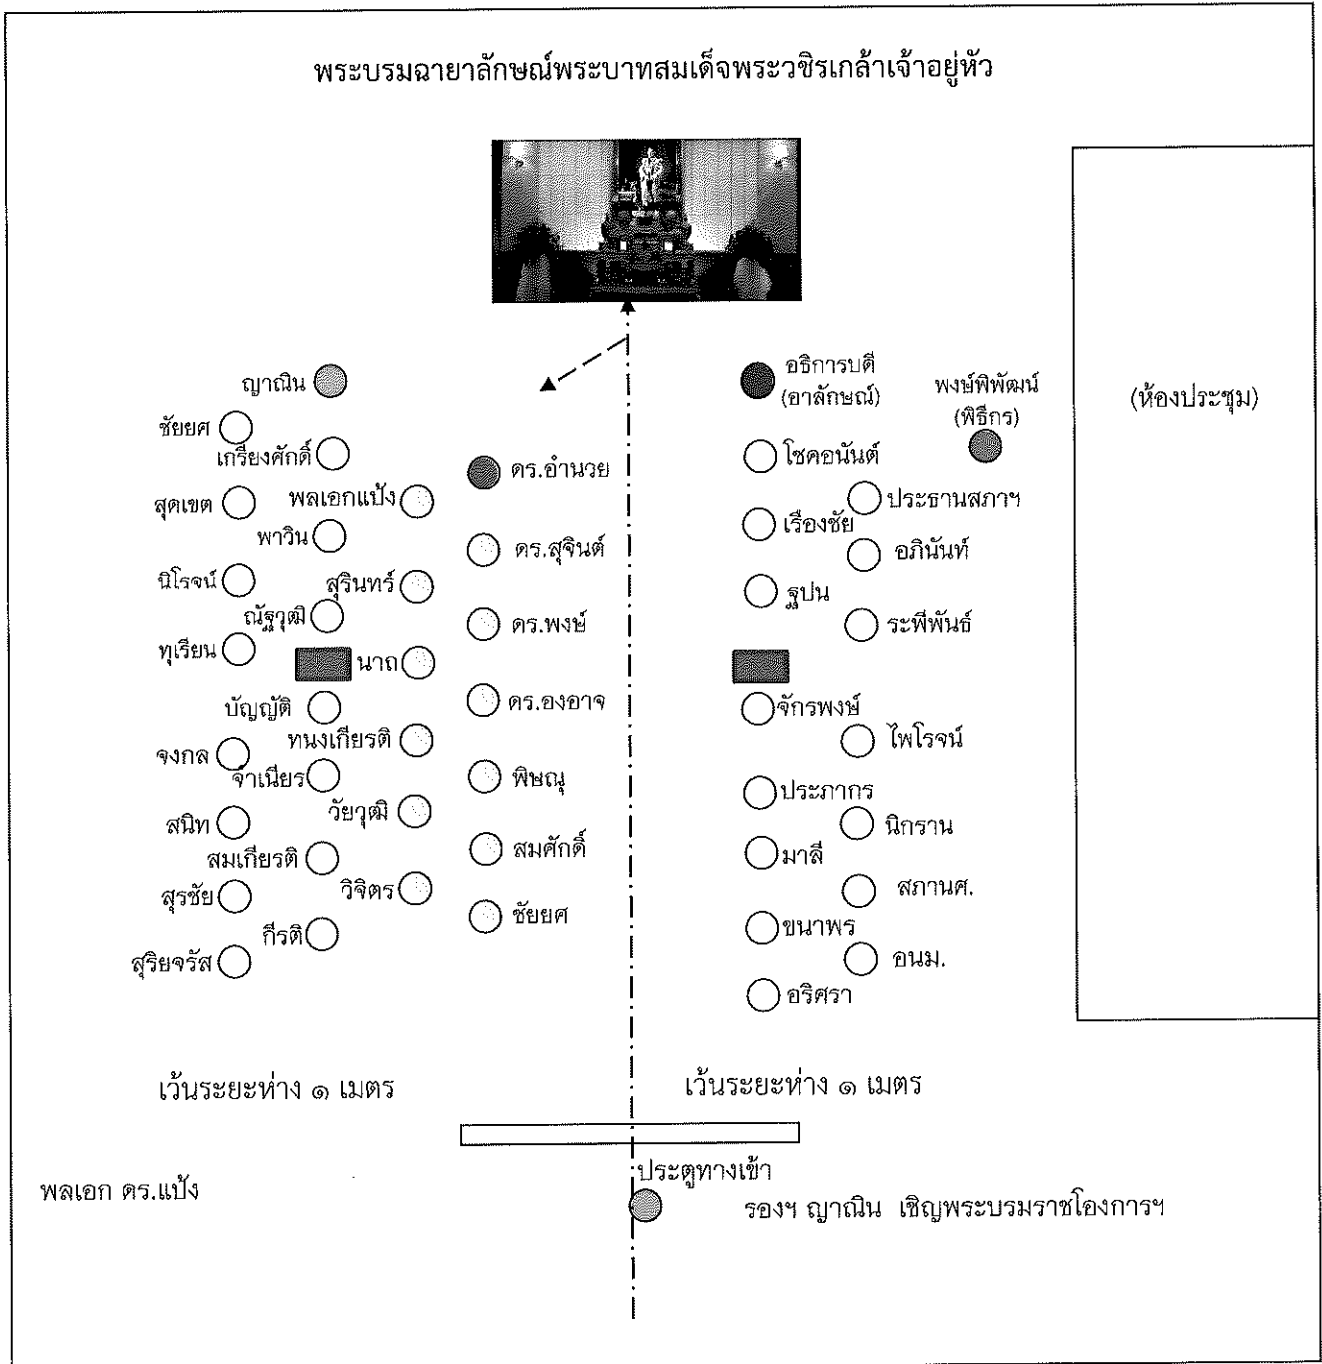 พระบรมฉายาลักษณ์พระบาทสมเด็จพระวชิรเกล้าเจ้าอยู่หัว
ญาณิน
อธิการบดี
(อาลักษณ์)
พงษ์พิพัฒน์
(พิธีกร)
(ห้องประชุม)
ชัยยศ
เกรียงศักดิ์
ดร.อำนวย
โชคอนันต์
สุดเขต
พลเอกแป้ง
ประธานสภาฯ
พาวิน
ดร.สุจินต์
เรืองชัย
อภินันท์
นิโรจน์
สุรินทร์
ฐปน
ณัฐวุฒิ
ดร.พงษ์
ระพีพันธ์
ทุเรียน
นาถ
บัญญัติ
ดร.องอาจ
จักรพงษ์
ทนงเกียรติ
ไพโรจน์
จงกล
จำเนียร
พิษณุ
ประภากร
วัยวุฒิ
สนิท
นิกราน
สมเกียรติ
สมศักดิ์
มาลี
สุรชัย
วิจิตร
สภานศ.
ชัยยศ
กีรติ
ขนาพร
สุริยจรัส
อนม.
อริศรา
เว้นระยะห่าง ๑ เมตร
เว้นระยะห่าง ๑ เมตร
ประตูทางเข้า
พลเอก ดร.แป้ง
รองฯ ญาณิน เชิญพระบรมราชโองการฯ